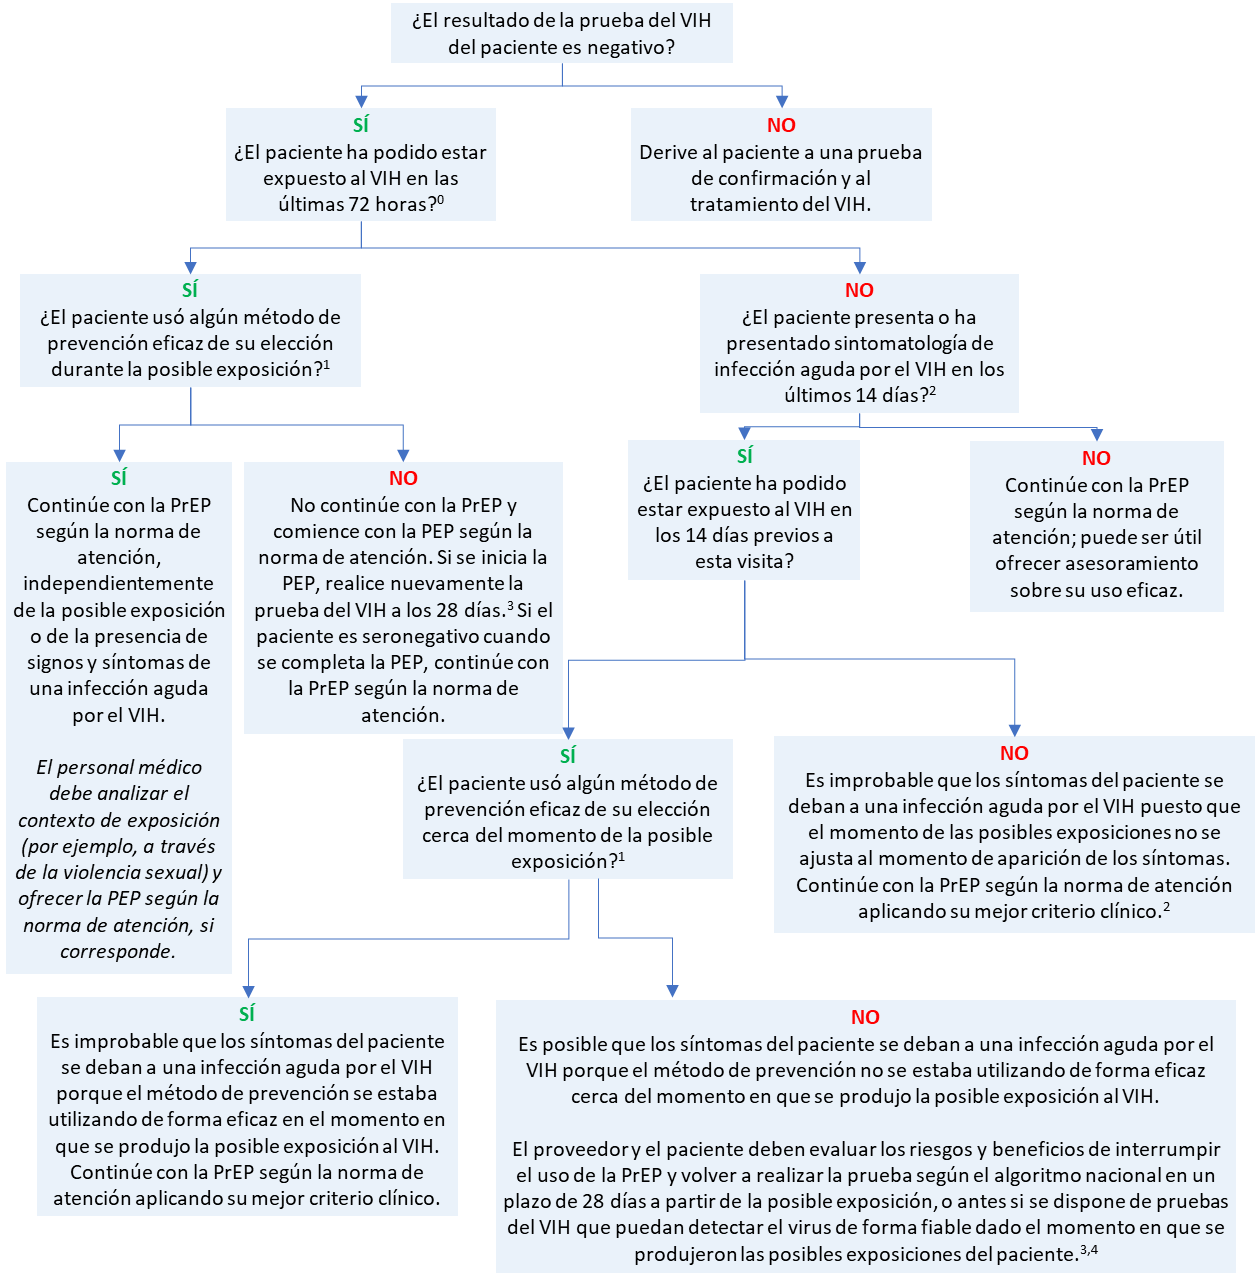 ¿El resultado de la prueba del VIH
del paciente es negativo?
SÍ
¿El paciente ha podido estar
expuesto al VIH en las
últimas 72 horas?⁰
NO
Derive al paciente a una prueba
de confirmación y al
tratamiento del VIH.
SÍ
¿El paciente usó algún método de
prevención eficaz de su elección
durante la posible exposición?¹
NO
¿El paciente presenta o ha
presentado sintomatología de
infección aguda por el VIH en los
últimos 14 días?²
SÍ
Continúe con la PrEP
según la norma de
atención,
independientemente
de la posible exposición
o de la presencia de
signos y síntomas de
una infección aguda
por el VIH.
El personal médico
debe analizar el
contexto de exposición
(por ejemplo, a través
de la violencia sexual) y
ofrecer la PEP según la
norma de atención, si
corresponde.
NO
No continúe con la PrEP y
comience con la PEP según la
norma de atención. Si se inicia la
PEP, realice nuevamente la
prueba del VIH a los 28 días.³ Si el
paciente es seronegativo cuando
se completa la PEP, continúe con
la PrEP según la norma de
atención.
SÍ
¿El paciente ha podido
estar expuesto al VIH en
los 14 días previos a
esta visita?
NO
Continúe con la PrEP
según la norma de
atención; puede ser útil
ofrecer asesoramiento
sobre su uso eficaz.
SÍ
¿El paciente usó algún método de
prevención eficaz de su elección
cerca del momento de la posible
exposición?¹
NO
Es improbable que los síntomas del paciente se
deban a una infección aguda por el VIH puesto que
el momento de las posibles exposiciones no se
ajusta al momento de aparición de los síntomas.
Continúe con la PrEP según la norma de atención
aplicando su mejor criterio clínico.²
SÍ
Es improbable que los síntomas del paciente
se deban a una infección aguda por el VIH
porque el método de prevención se estaba
utilizando de forma eficaz en el momento en
que se produjo la posible exposición al VIH.
Continúe con la PrEP según la norma de
atención aplicando su mejor criterio clínico.
NO
Es posible que los síntomas del paciente se deban a una infección aguda por el
VIH porque el método de prevención no se estaba utilizando de forma eficaz
cerca del momento en que se produjo la posible exposición al VIH.
El proveedor y el paciente deben evaluar los riesgos y beneficios de interrumpir
el uso de la PrEP y volver a realizar la prueba según el algoritmo nacional en un
plazo de 28 días a partir de la posible exposición, o antes si se dispone de pruebas
del VIH que puedan detectar el virus de forma fiable dado el momento en que se
produjeron las posibles exposiciones del paciente.³,⁴